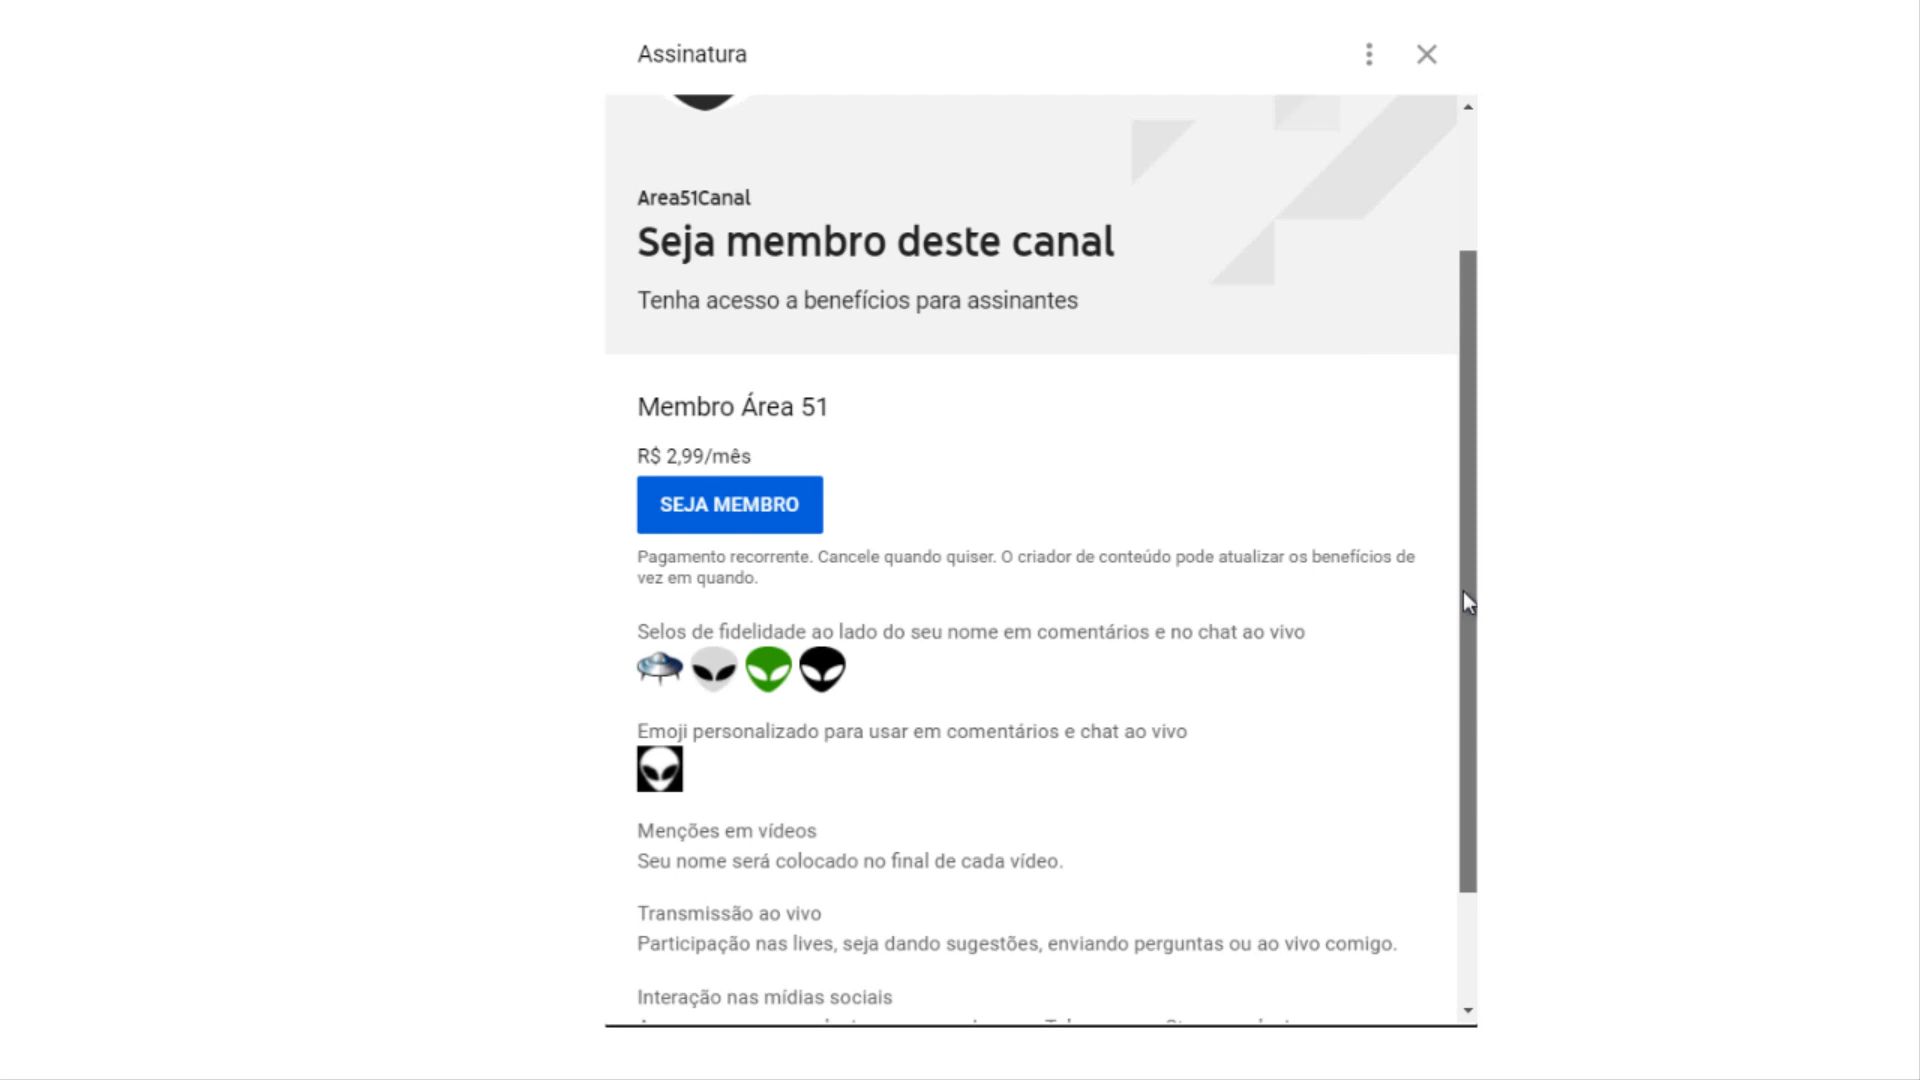 Assinatura
Area51Canal
Seja membro deste canal
Tenha acesso a benefícios para assinantes
Membro Área 51
R$ 2,99/mês
SEJA MEMBRO
Pagamento recorrente. Cancele quando quiser. O criador de conteúdo pode atualizar os benefícios de
vez em quando.
Selos de fidelidade ao lado do seu nome em comentários e no chat ao vivo
Emoji personalizado para usar em comentários e chat ao vivo
Menções em vídeos
Seu nome será colocado no final de cada vídeo.
Transmissão ao vivo
Participação nas lives, seja dando sugestões, enviando perguntas ou ao vivo comigo.
Interação nas mídias sociais